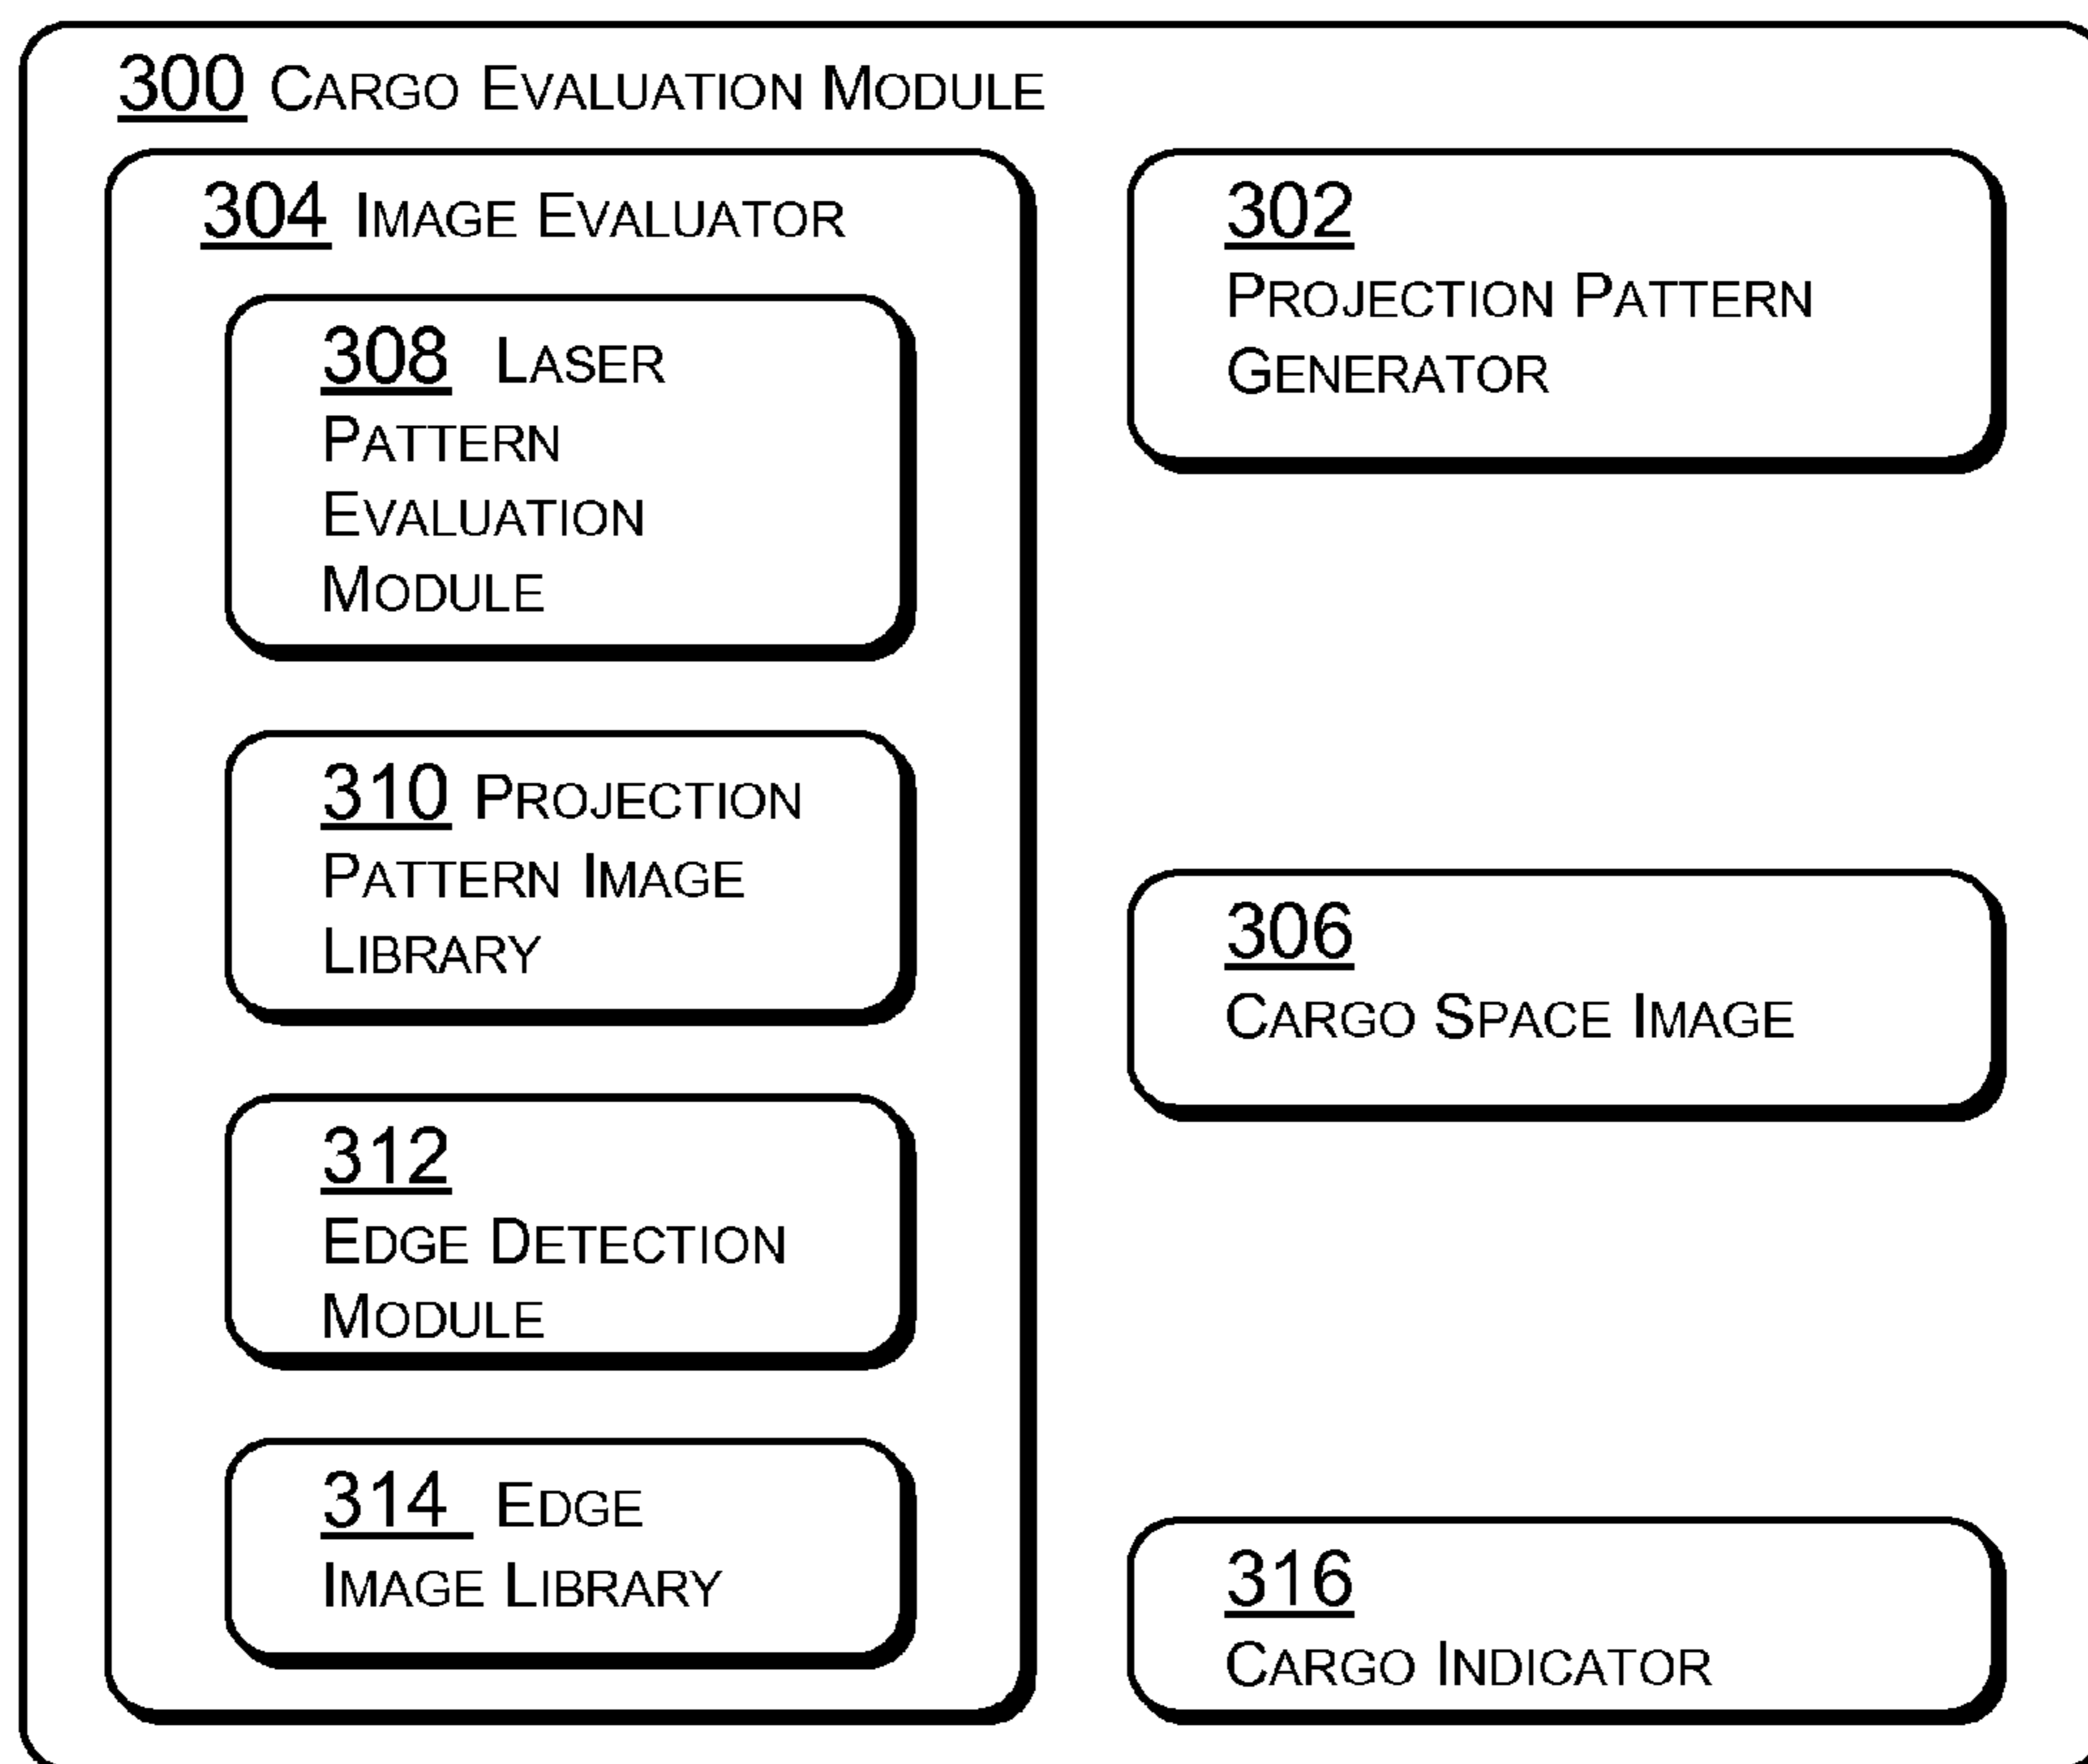 300 CARGO EVALUATION MODULE
304 IMAGE EVALUATOR
308 LASER
PATTERN
EVALUATION
MODULE
310 PROJECTION
PATTERN IMAGE
LIBRARY
312
EDGE DETECTION
MODULE
314 EDGE
IMAGE LIBRARY
302
PROJECTION PATTERN
GENERATOR
306
CARGO SPACE IMAGE
316
CARGO INDICATOR